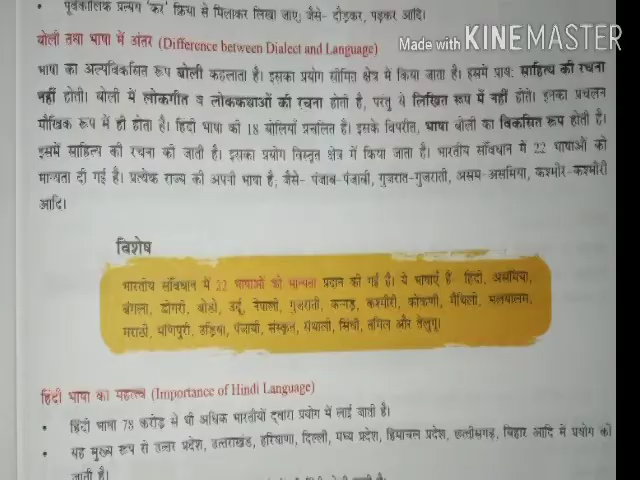 • पूर्वकालिक प्रत्यय 'कर' क्रिया से मिलाकर लिखा जाए; जैसे- दौड़कर, पढ़कर आदि।
Made with KINEMASTER
बोली तथा भाषा में अंतर (Difference between Dialect and Language)
भाषा का अल्पविकसित रूप बोली कहलाता है। इसका प्रयोग सीमित क्षेत्र में किया जाता है। इसमें प्रायः साहित्य की रचना
नहीं होती। बोली में लोकगीत व लोककथाओं की रचना होती है, परंतु ये लिखित रूप में नहीं होते। इनका प्रचलन
मौखिक रूप में ही होता है। हिंदी भाषा की 18 बोलियाँ प्रचलित हैं। इसके विपरीत, भाषा बोली का विकसित रूप होती है।
इसमें साहित्य की रचना की जाती है। इसका प्रयोग विस्तृत क्षेत्र में किया जाता है। भारतीय संविधान में 22 भाषाओं को
मान्यता दी गई है। प्रत्येक राज्य की अपनी भाषा है; जैसे- पंजाब-पंजाबी, गुजरात-गुजराती, असम-असमिया, कश्मीर-कश्मीरी
आदि।
विशेष
भारतीय संविधान में 22 भाषाओं को मान्यता प्रदान की गई है। ये भाषाएँ हैं- हिंदी, असमिया,
बंगला, डोगरी, बोडो, उर्दू, नेपाली, गुजराती, कन्नड़, कश्मीरी, कोंकणी, मैथिली, मलयालम,
मराठी, मणिपुरी, उड़िया, पंजाबी, संस्कृत, संथाली, सिंधी, तमिल और तेलुगू।
हिंदी भाषा का महत्त्व (Importance of Hindi Language)
• हिंदी भाषा 78 करोड़ से भी अधिक भारतीयों द्वारा प्रयोग में लाई जाती है।
• यह मुख्य रूप से उत्तर प्रदेश, उत्तराखंड, हरियाणा, दिल्ली, मध्य प्रदेश, हिमाचल प्रदेश, छत्तीसगढ़, बिहार आदि में प्रयोग की
जाती है।